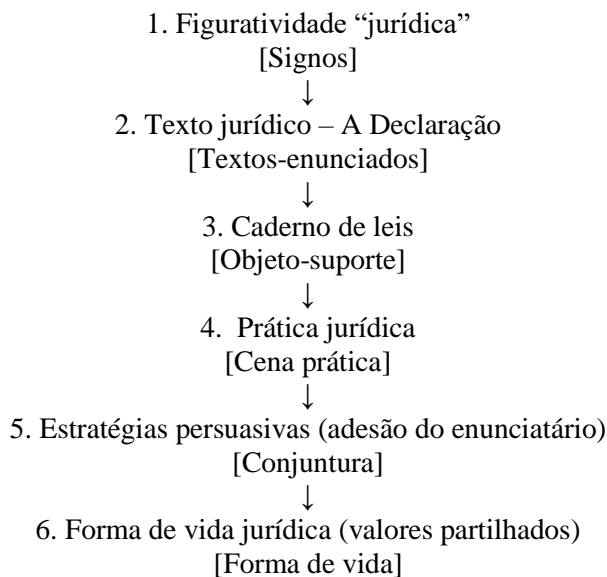 1. Figuratividade “jurídica”
[Signos]
↓
2. Texto jurídico – A Declaração
[Textos-enunciados]
↓
3. Caderno de leis
[Objeto-suporte]
↓
4. Prática jurídica
[Cena prática]
↓
5. Estratégias persuasivas (adesão do enunciatário)
[Conjuntura]
↓
6. Forma de vida jurídica (valores partilhados)
[Forma de vida]